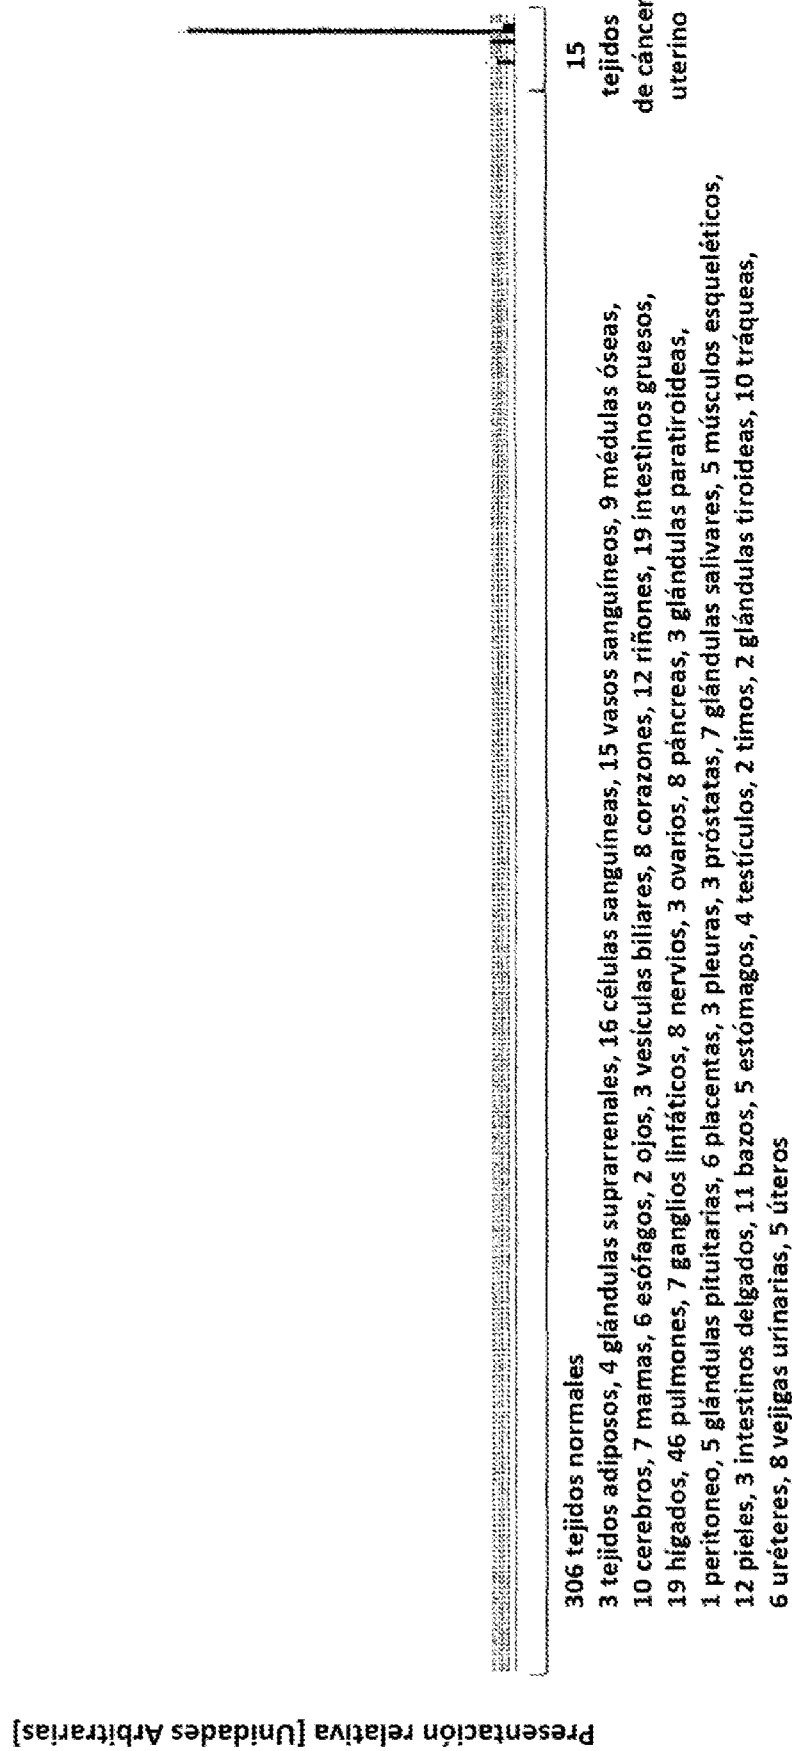 Presentación relativa [Unidades Arbitrarias]
306 tejidos normales
3 tejidos adiposos, 4 glándulas suprarrenales, 16 células sanguíneas, 15 vasos sanguíneos, 9 médulas óseas,
10 cerebros, 7 mamas, 6 esófagos, 2 ojos, 3 vesículas biliares, 8 corazones, 12 riñones, 19 intestinos gruesos,
19 hígados, 46 pulmones, 7 ganglios linfáticos, 8 nervios, 3 ovarios, 8 páncreas, 3 glándulas paratiroideas,
1 peritoneo, 5 glándulas pituitarias, 6 placentas, 3 pleuras, 3 próstatas, 7 glándulas salivares, 5 músculos esqueléticos,
12 pieles, 3 intestinos delgados, 11 bazos, 5 estómagos, 4 testículos, 2 timos, 2 glándulas tiroideas, 10 tráqueas,
6 uréteres, 8 vejigas urinarias, 5 úteros
15
tejidos
de cáncer
uterino